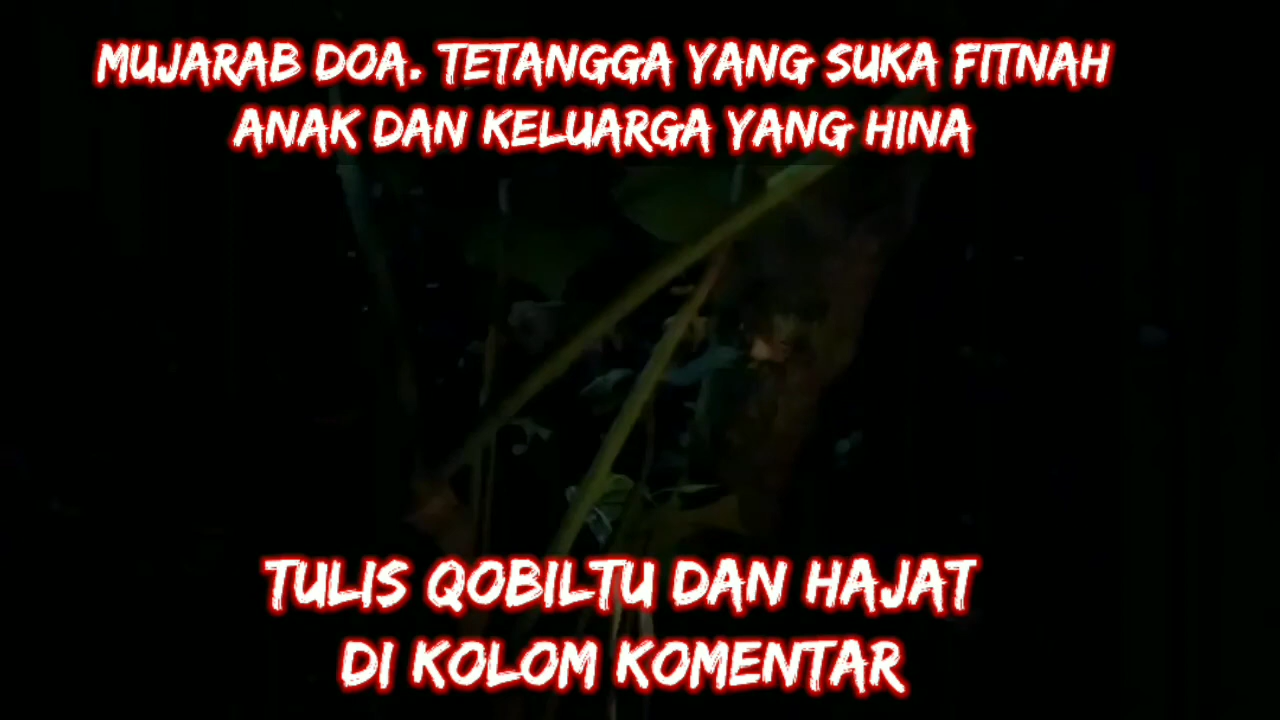 MUJARAB DOA. TETANGGA YANG SUKA FITNAH
ANAK DAN KELUARGA YANG HINA
TULIS QOBILTU DAN HAJAT
DI KOLOM KOMENTAR